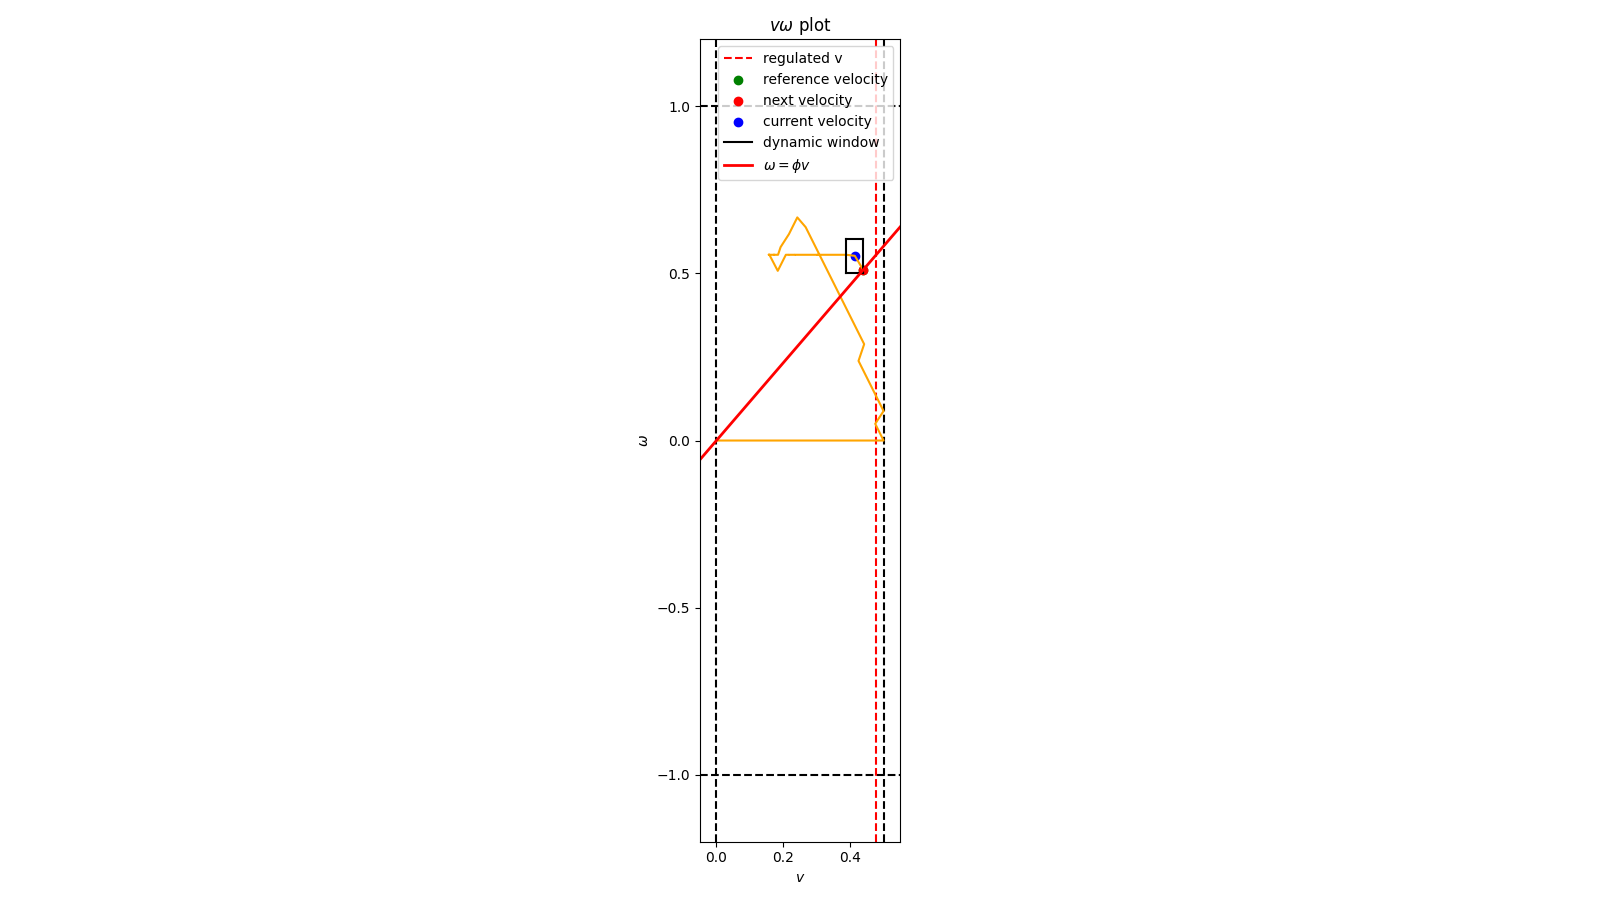 vω plot
regulated v
reference velocity
next velocity
current velocity
dynamic window
ω = ϕv
1.0
0.5
0.0
−0.5
−1.0
ω
0.0 0.2 0.4
v